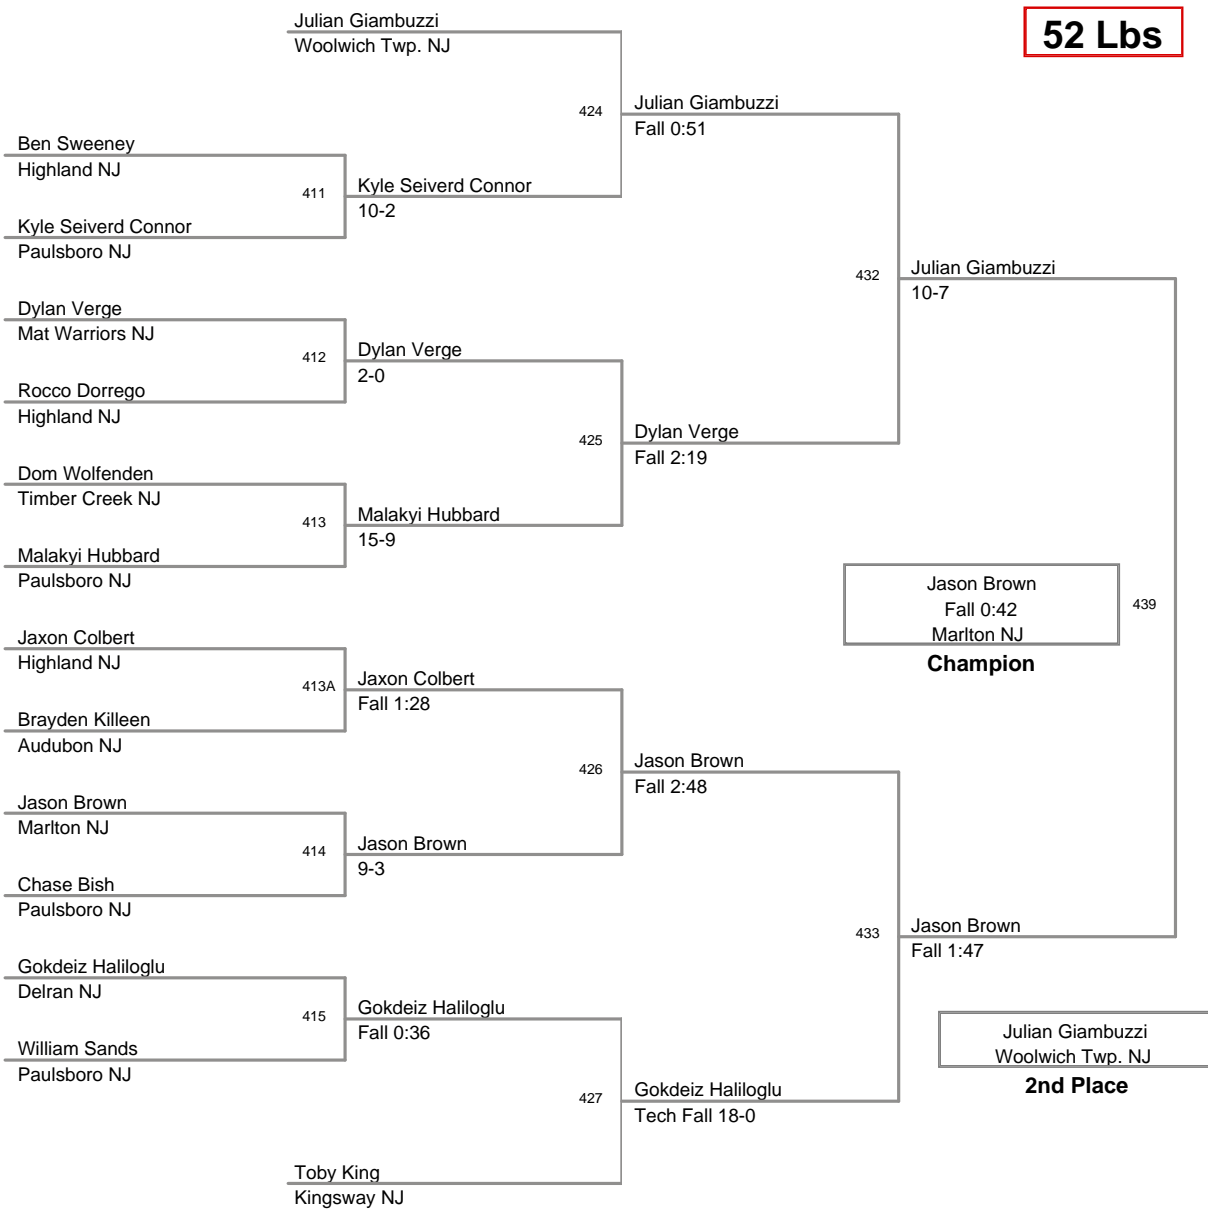 Julian Giambuzzi
Woolwich Twp. NJ
52 Lbs
424
Julian Giambuzzi
Fall 0:51
Ben Sweeney
Highland NJ
411
Kyle Seiverd Connor
10-2
Kyle Seiverd Connor
Paulsboro NJ
432
Julian Giambuzzi
10-7
Dylan Verge
Mat Warriors NJ
412
Dylan Verge
2-0
Rocco Dorrego
Highland NJ
425
Dylan Verge
Fall 2:19
Dom Wolfenden
Timber Creek NJ
413
Malakyi Hubbard
15-9
Malakyi Hubbard
Paulsboro NJ
Jason Brown
Fall 0:42
Marlton NJ
439
Champion
Jaxon Colbert
Highland NJ
413A
Jaxon Colbert
Fall 1:28
Brayden Killeen
Audubon NJ
426
Jason Brown
Fall 2:48
Jason Brown
Marlton NJ
414
Jason Brown
9-3
Chase Bish
Paulsboro NJ
433
Jason Brown
Fall 1:47
Gokdeiz Haliloglu
Delran NJ
415
Gokdeiz Haliloglu
Fall 0:36
William Sands
Paulsboro NJ
Julian Giambuzzi
Woolwich Twp. NJ
2nd Place
427
Gokdeiz Haliloglu
Tech Fall 18-0
Toby King
Kingsway NJ